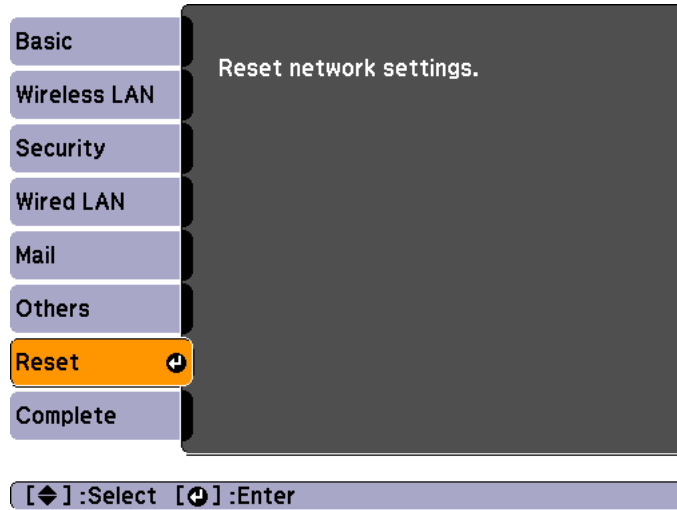 Basic
Reset network settings.
Wireless LAN
Security
Wired LAN
Mail
Others
Reset
Complete
[◆]:Select [⏎]:Enter